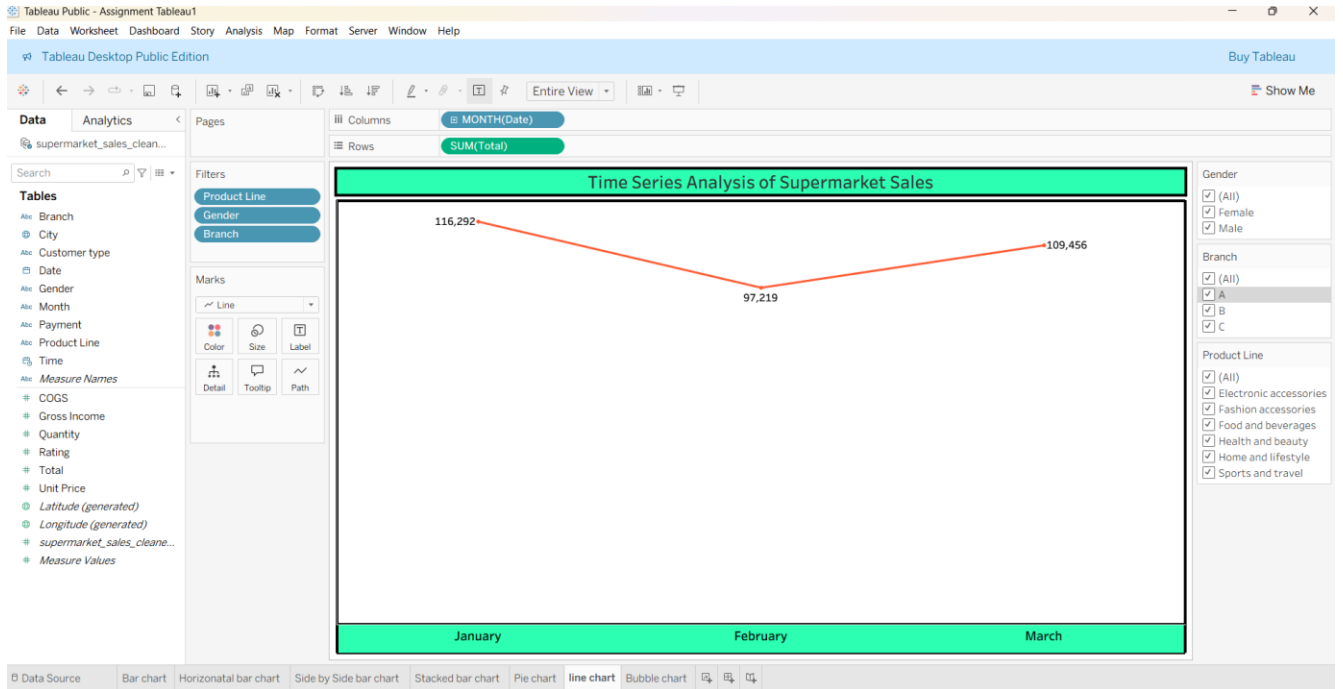 Tableau Public - Assignment Tableau1
File Data Worksheet Dashboard Story Analysis Map Format Server Window Help
Tableau Desktop Public Edition
Buy Tableau
Entire View
Show Me
Data Analytics
supermarket_sales_clean...
Search
Tables
Branch
City
Customer type
Date
Gender
Month
Payment
Product Line
Time
Measure Names
COGS
Gross Income
Quantity
Rating
Total
Unit Price
Latitude (generated)
Longitude (generated)
supermarket_sales_cleane...
Measure Values
Pages
Filters
Product Line
Gender
Branch
Marks
Line
Color Size Label
Detail Tooltip Path
Columns MONTH(Date)
Rows SUM(Total)
Time Series Analysis of Supermarket Sales
116,292
97,219
109,456
January February March
Gender
(All)
Female
Male
Branch
(All)
A
B
C
Product Line
(All)
Electronic accessories
Fashion accessories
Food and beverages
Health and beauty
Home and lifestyle
Sports and travel
Data Source Bar chart Horizonatal bar chart Side by Side bar chart Stacked bar chart Pie chart line chart Bubble chart